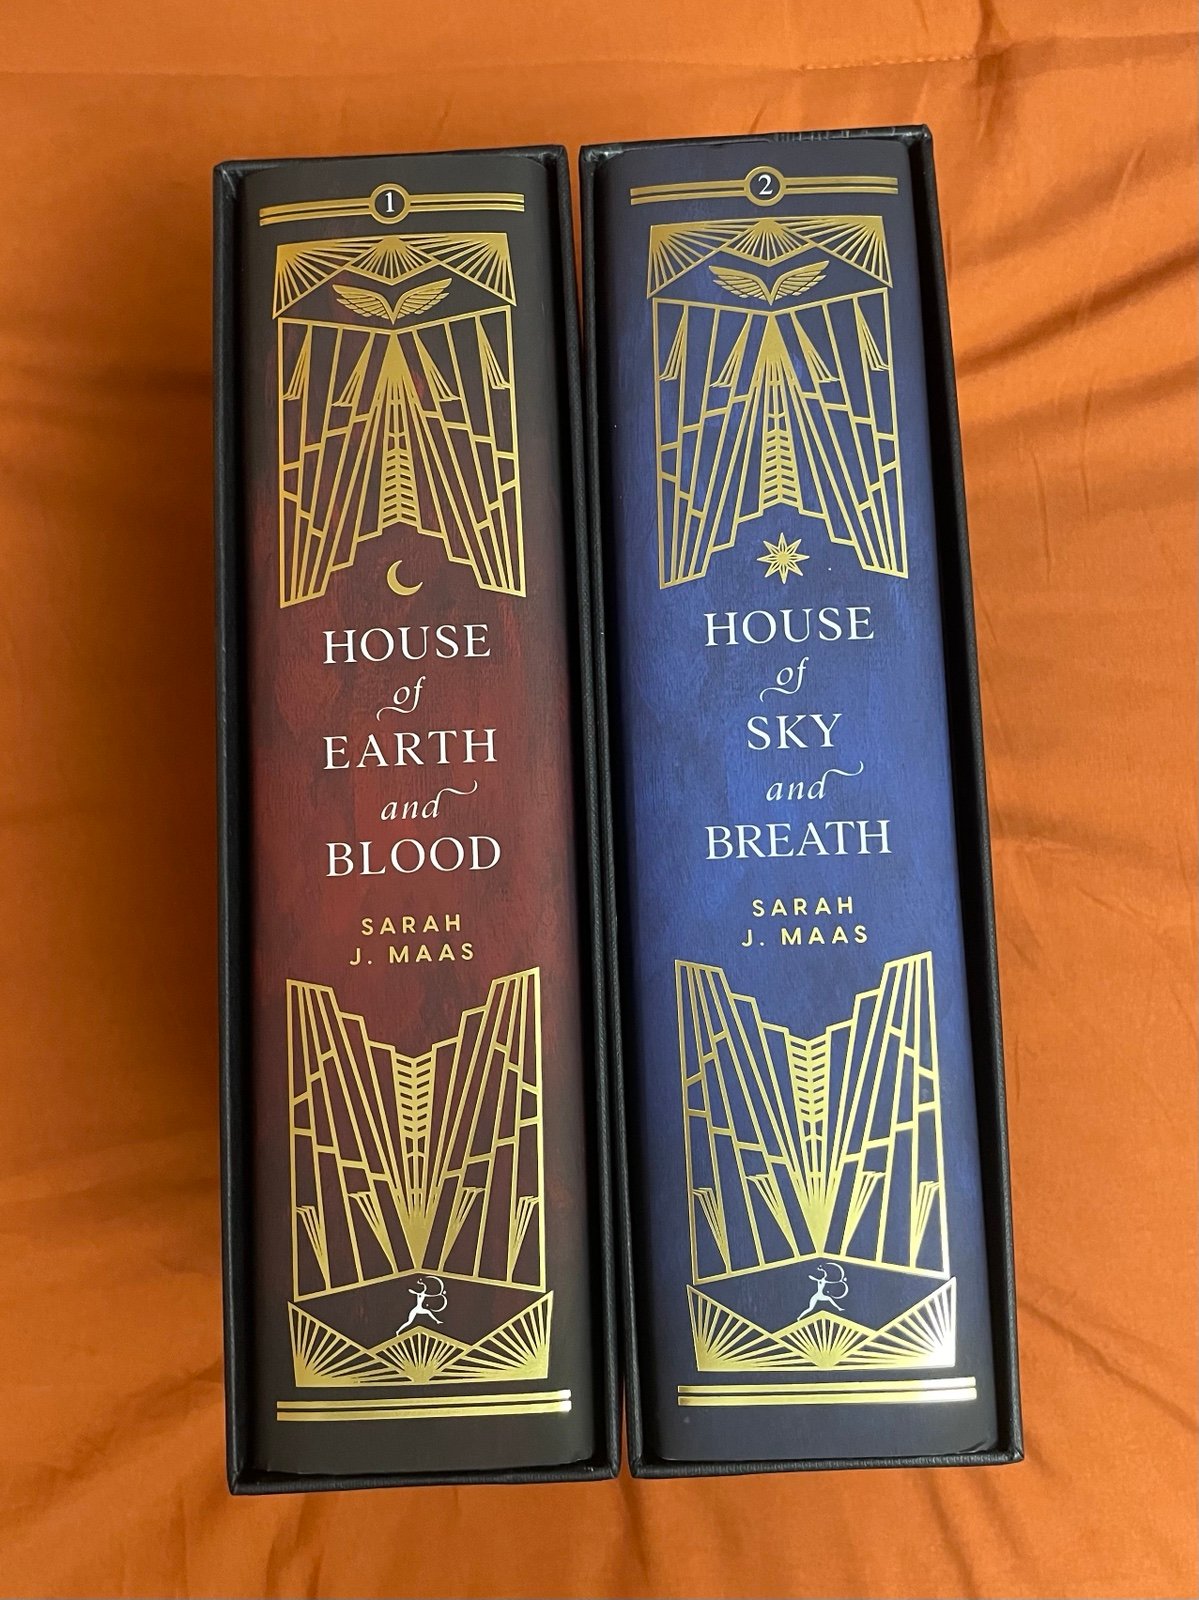 1
HOUSE
of
EARTH
and
BLOOD
SARAH
J. MAAS
2
HOUSE
of
SKY
and
BREATH
SARAH
J. MAAS